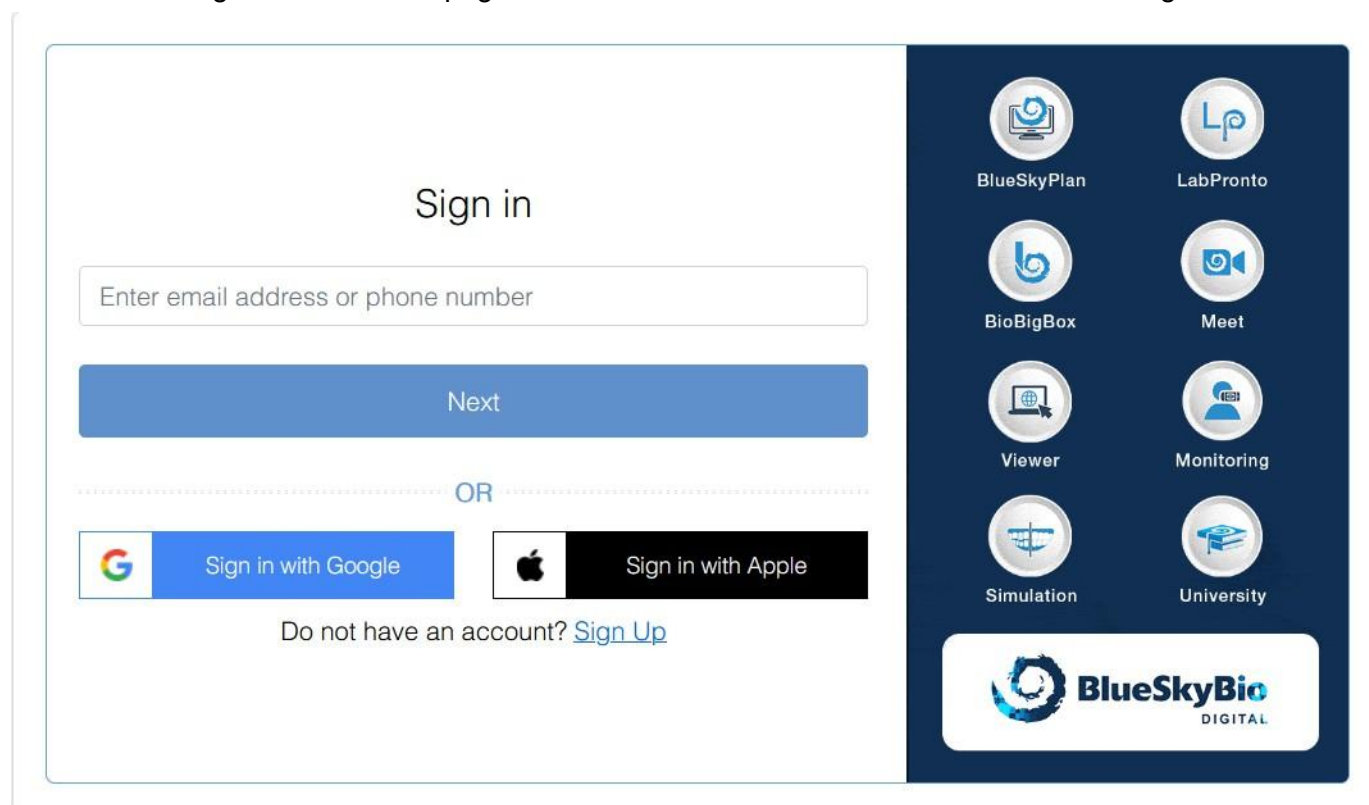 Sign in
Enter email address or phone number
Next
OR
Sign in with Google
Sign in with Apple
Do not have an account? Sign Up
BlueSkyPlan
LabPronto
BioBigBox
Meet
Viewer
Monitoring
Simulation
University
BlueSkyBio
DIGITAL